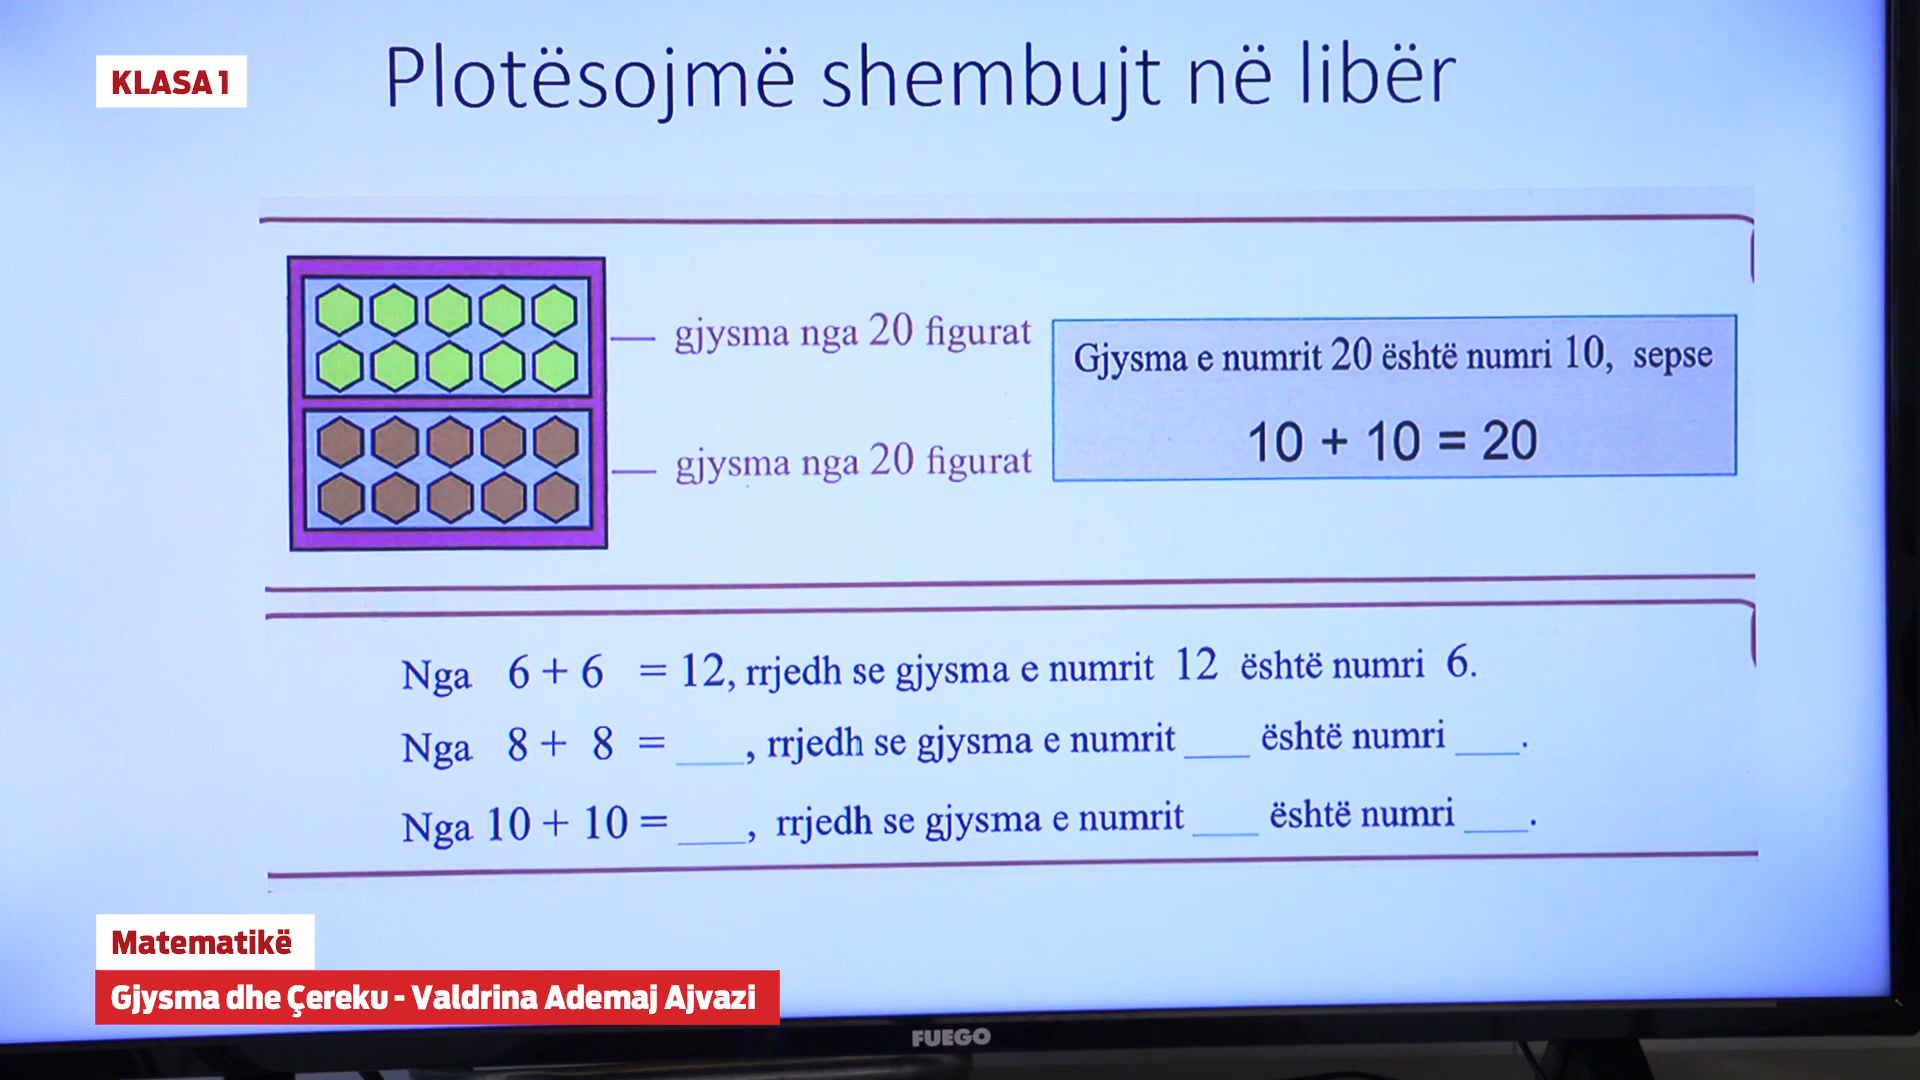 KLASA 1
Plotësojmë shembujt në libër
gjysma nga 20 figurat
gjysma nga 20 figurat
Gjysma e numrit 20 është numri 10, sepse
10 + 10 = 20
Nga 6 + 6 = 12, rrjedh se gjysma e numrit 12 është numri 6.
Nga 8 + 8 = ___, rrjedh se gjysma e numrit ___ është numri ___.
Nga 10 + 10 = ___, rrjedh se gjysma e numrit ___ është numri ___.
Matematikë
Gjysma dhe Çereku - Valdrina Ademaj Ajvazi
FUEGO